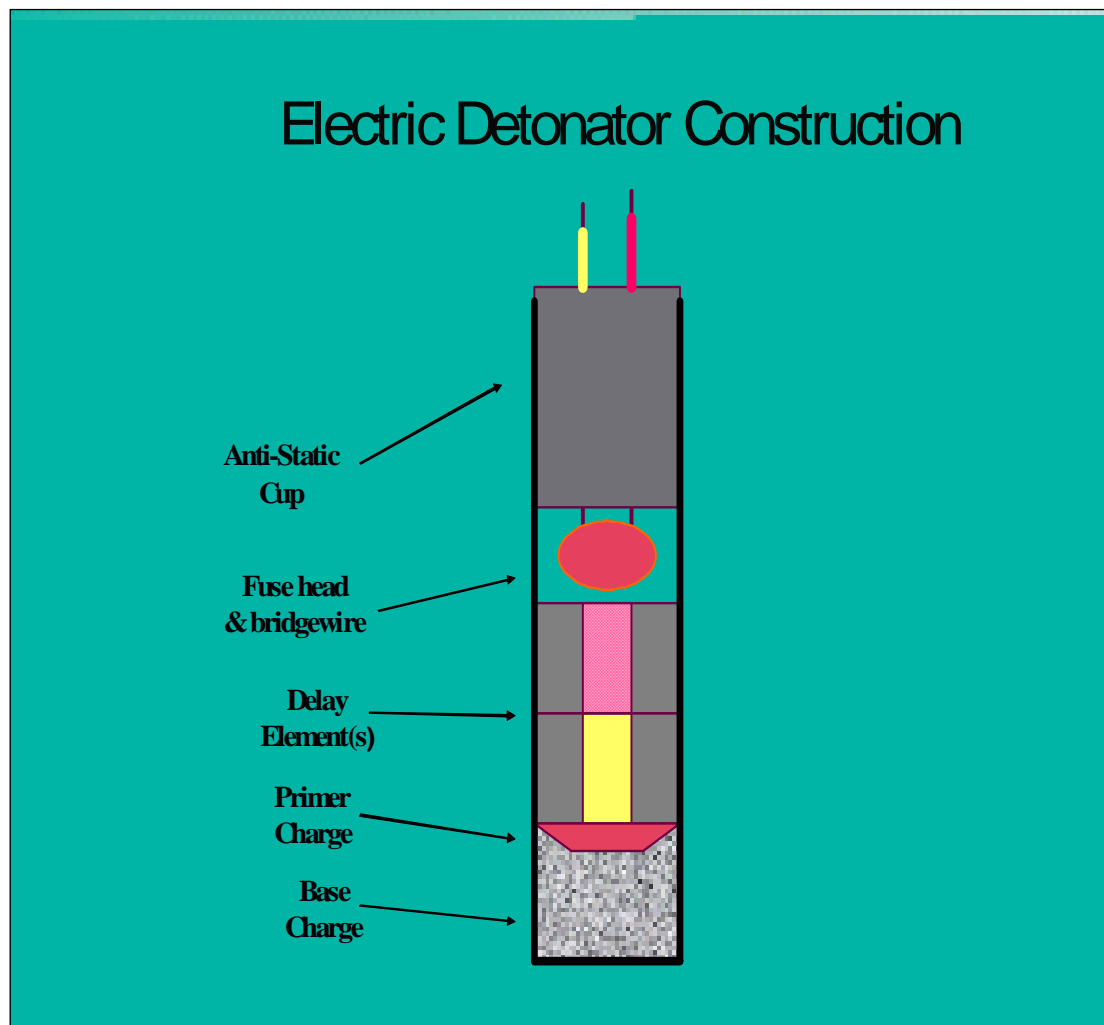 Electric Detonator Construction
Anti-Static
Cup
Fuse head
& bridgewire
Delay
Element(s)
Primer
Charge
Base
Charge